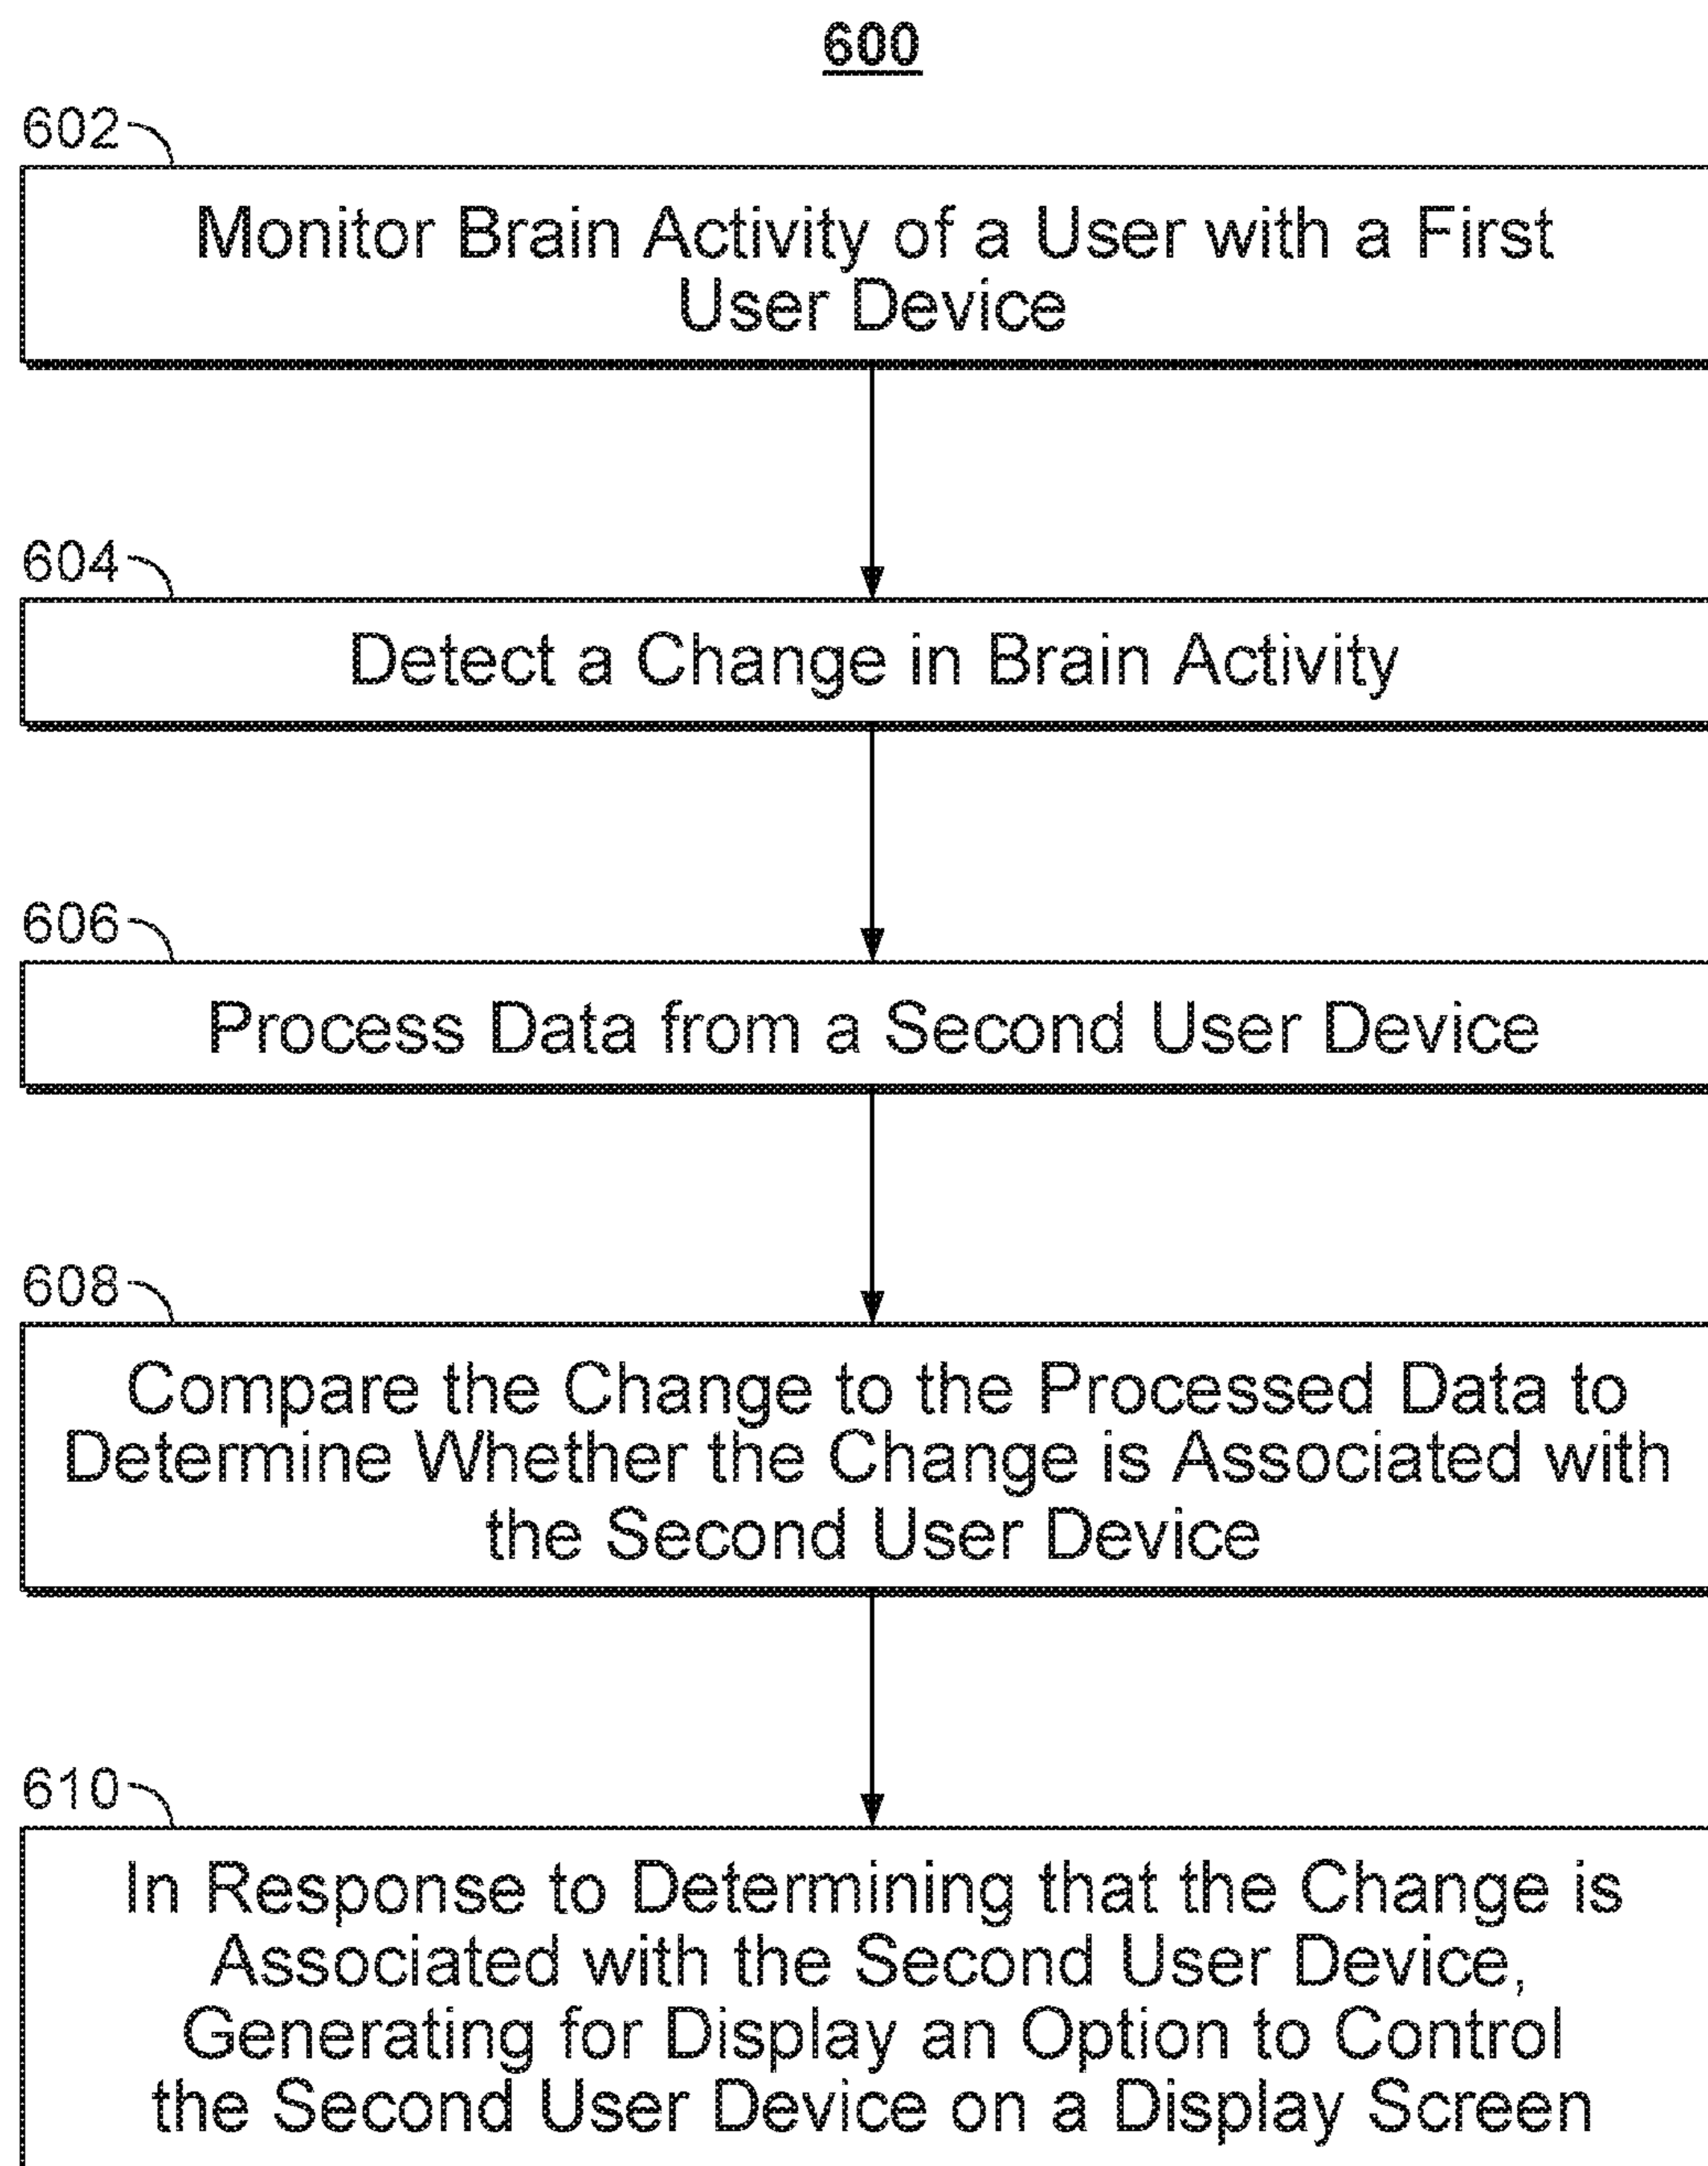 600
602
Monitor Brain Activity of a User with a First
User Device
604
Detect a Change in Brain Activity
606
Process Data from a Second User Device
608
Compare the Change to the Processed Data to
Determine Whether the Change is Associated with
the Second User Device
610
In Response to Determining that the Change is
Associated with the Second User Device,
Generating for Display an Option to Control
the Second User Device on a Display Screen